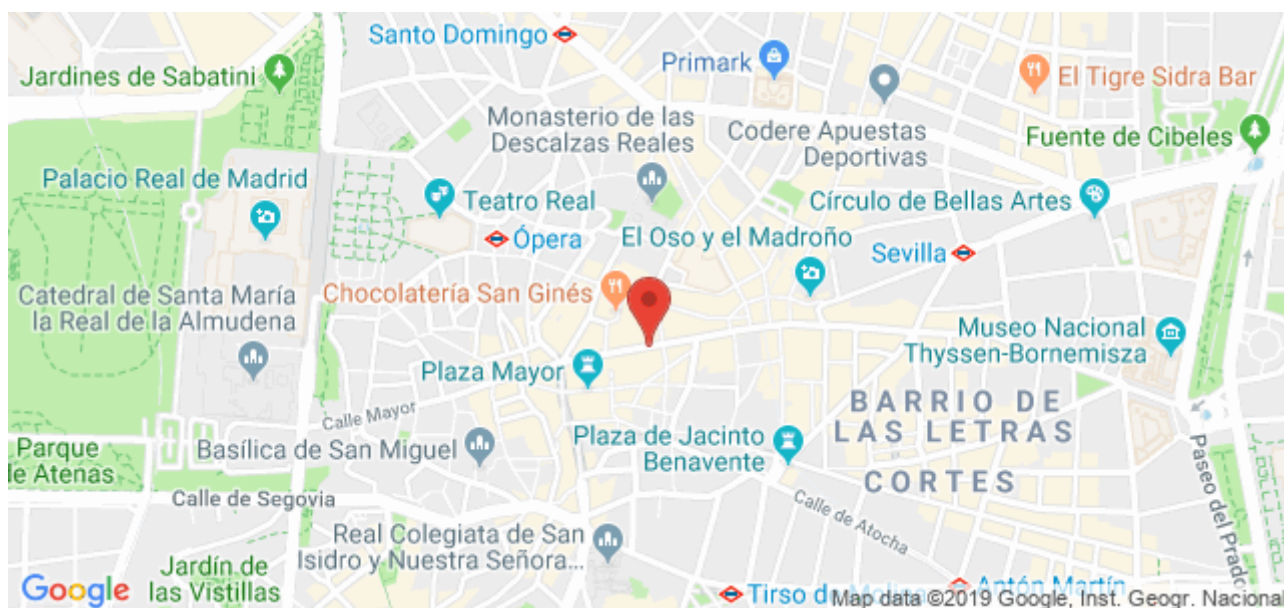 Santo Domingo
Jardines de Sabatini
Primark
El Tigre Sidra Bar
Monasterio de las
Descalzas Reales
Codere Apuestas
Deportivas
Fuente de Cibeles
Palacio Real de Madrid
Teatro Real
Círculo de Bellas Artes
Ópera
El Oso y el Madroño
Sevilla
Catedral de Santa María
la Real de la Almudena
Chocolatería San Ginés
Museo Nacional
Thyssen-Bornemisza
Plaza Mayor
Calle Mayor
BARRIO DE
LAS LETRAS
Parque
de Atenas
Basílica de San Miguel
Plaza de Jacinto
Benavente
CORTES
Paseo del Prado
Calle de Segovia
Calle de Atocha
Real Colegiata de San
Isidro y Nuestra Señora...
Jardín de
las Vistillas
Google
Tirso de
Antón Martín
Map data ©2019 Google, Inst. Geogr. Nacional